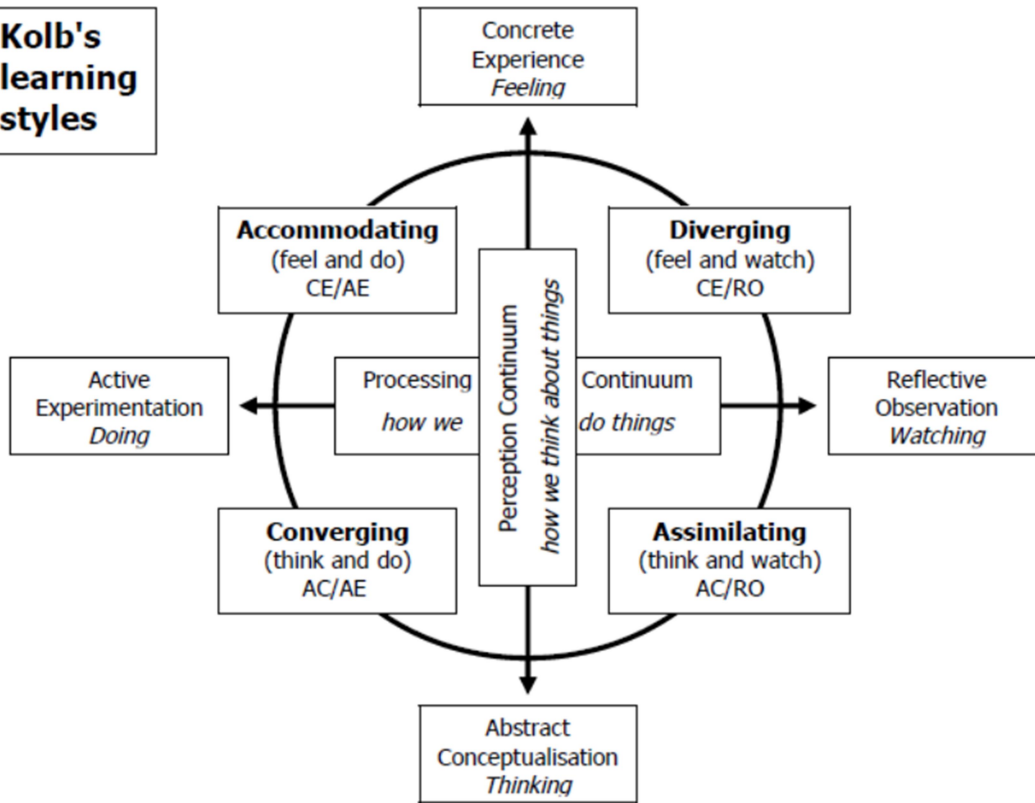 Kolb's
learning
styles
Concrete
Experience
Feeling
Accommodating
(feel and do)
CE/AE
Diverging
(feel and watch)
CE/RO
Active
Experimentation
Doing
Processing
how we
Perception Continuum
how we think about things
Continuum
do things
Reflective
Observation
Watching
Converging
(think and do)
AC/AE
Assimilating
(think and watch)
AC/RO
Abstract
Conceptualisation
Thinking